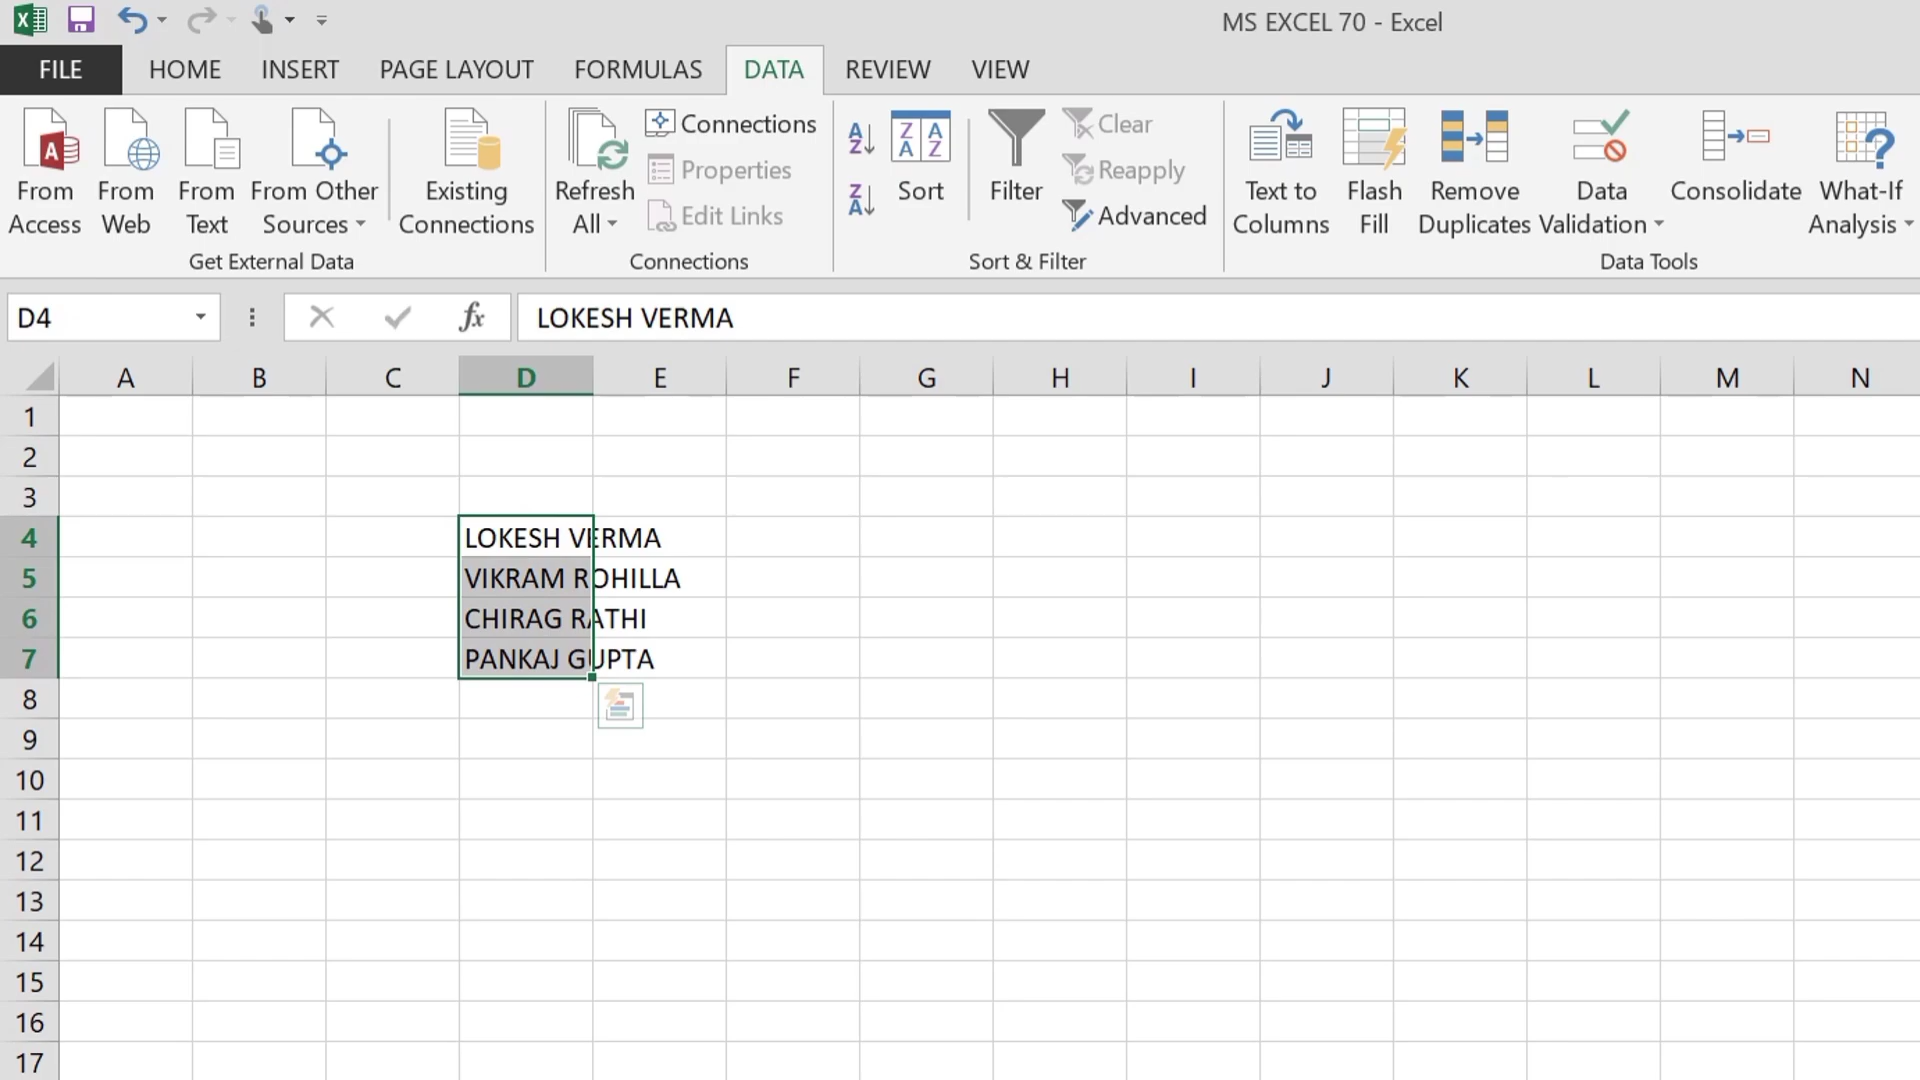 MS EXCEL 70 - Excel
FILE HOME INSERT PAGE LAYOUT FORMULAS DATA REVIEW VIEW
From Access
From Web
From Text
From Other Sources
Existing Connections
Get External Data
Refresh All
Connections
Properties
Edit Links
Connections
A Z
Z A
Z A A Z
Sort
Filter
Clear
Reapply
Advanced
Sort & Filter
Text to Columns
Flash Fill
Remove Duplicates
Data Validation
Consolidate
What-If Analysis
Data Tools
D4 fx LOKESH VERMA
A B C D E F G H I J K L M N
1
2
3
4 LOKESH VERMA
5 VIKRAM ROHILLA
6 CHIRAG RATHI
7 PANKAJ GUPTA
8
9
10
11
12
13
14
15
16
17